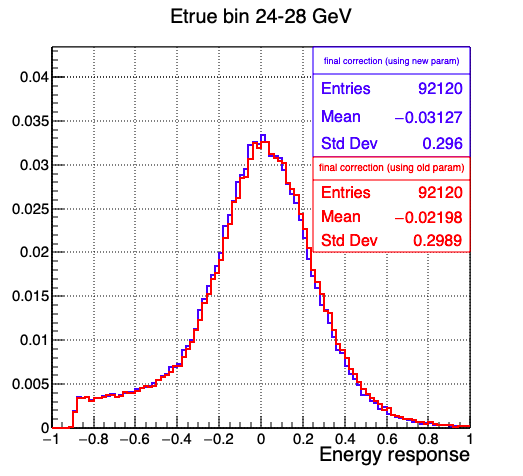 Etrue bin 24-28 GeV
final correction (using new param)
Entries 92120
Mean −0.03127
Std Dev 0.296
final correction (using old param)
Entries 92120
Mean −0.02198
Std Dev 0.2989
0.04
0.035
0.03
0.025
0.02
0.015
0.01
0.005
0
−1 −0.8 −0.6 −0.4 −0.2 0 0.2 0.4 0.6 0.8 1
Energy response